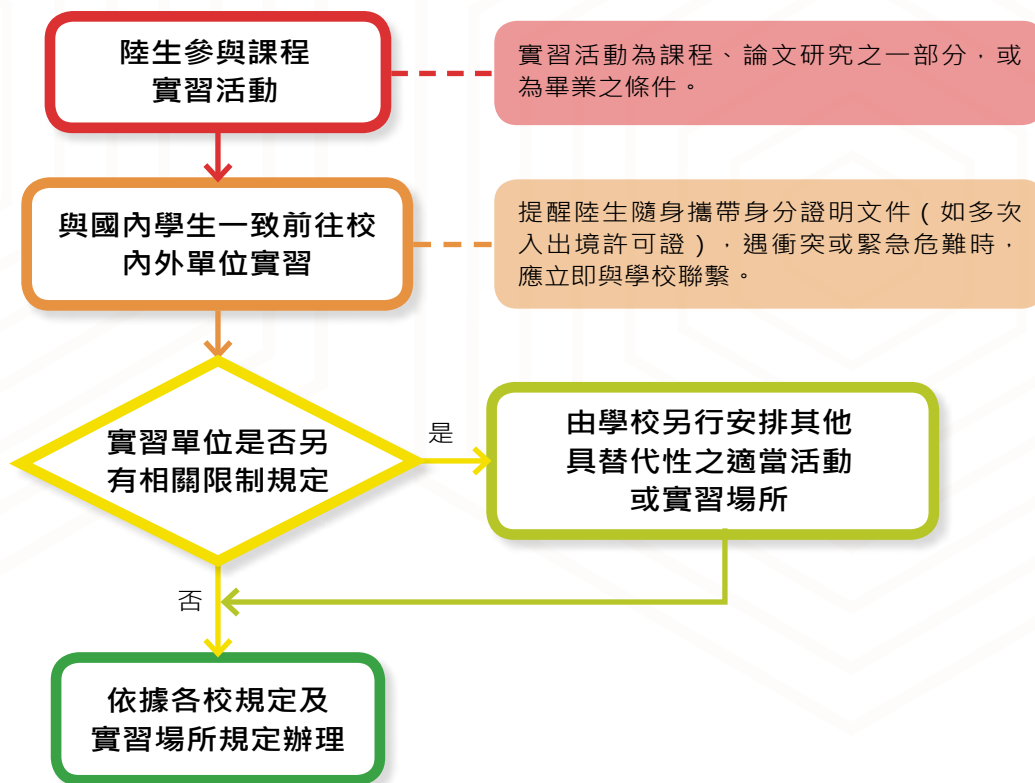 陸生參與課程
實習活動
實習活動為課程、論文研究之一部分，或
為畢業之條件。
與國內學生一致前往校
內外單位實習
提醒陸生隨身攜帶身分證明文件（如多次
入出境許可證），遇衝突或緊急危難時，
應立即與學校聯繫。
實習單位是否另
有相關限制規定
是
由學校另行安排其他
具替代性之適當活動
或實習場所
否
依據各校規定及
實習場所規定辦理